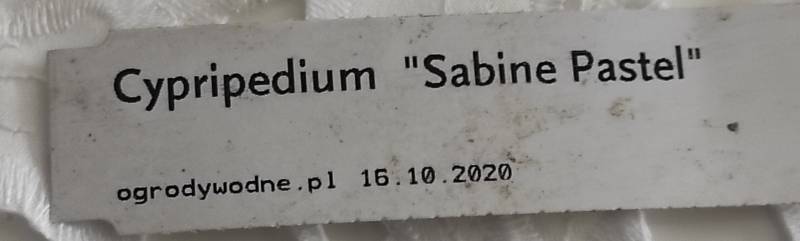 Cypripedium "Sabine Pastel"
ogrodywodne.pl 16.10.2020